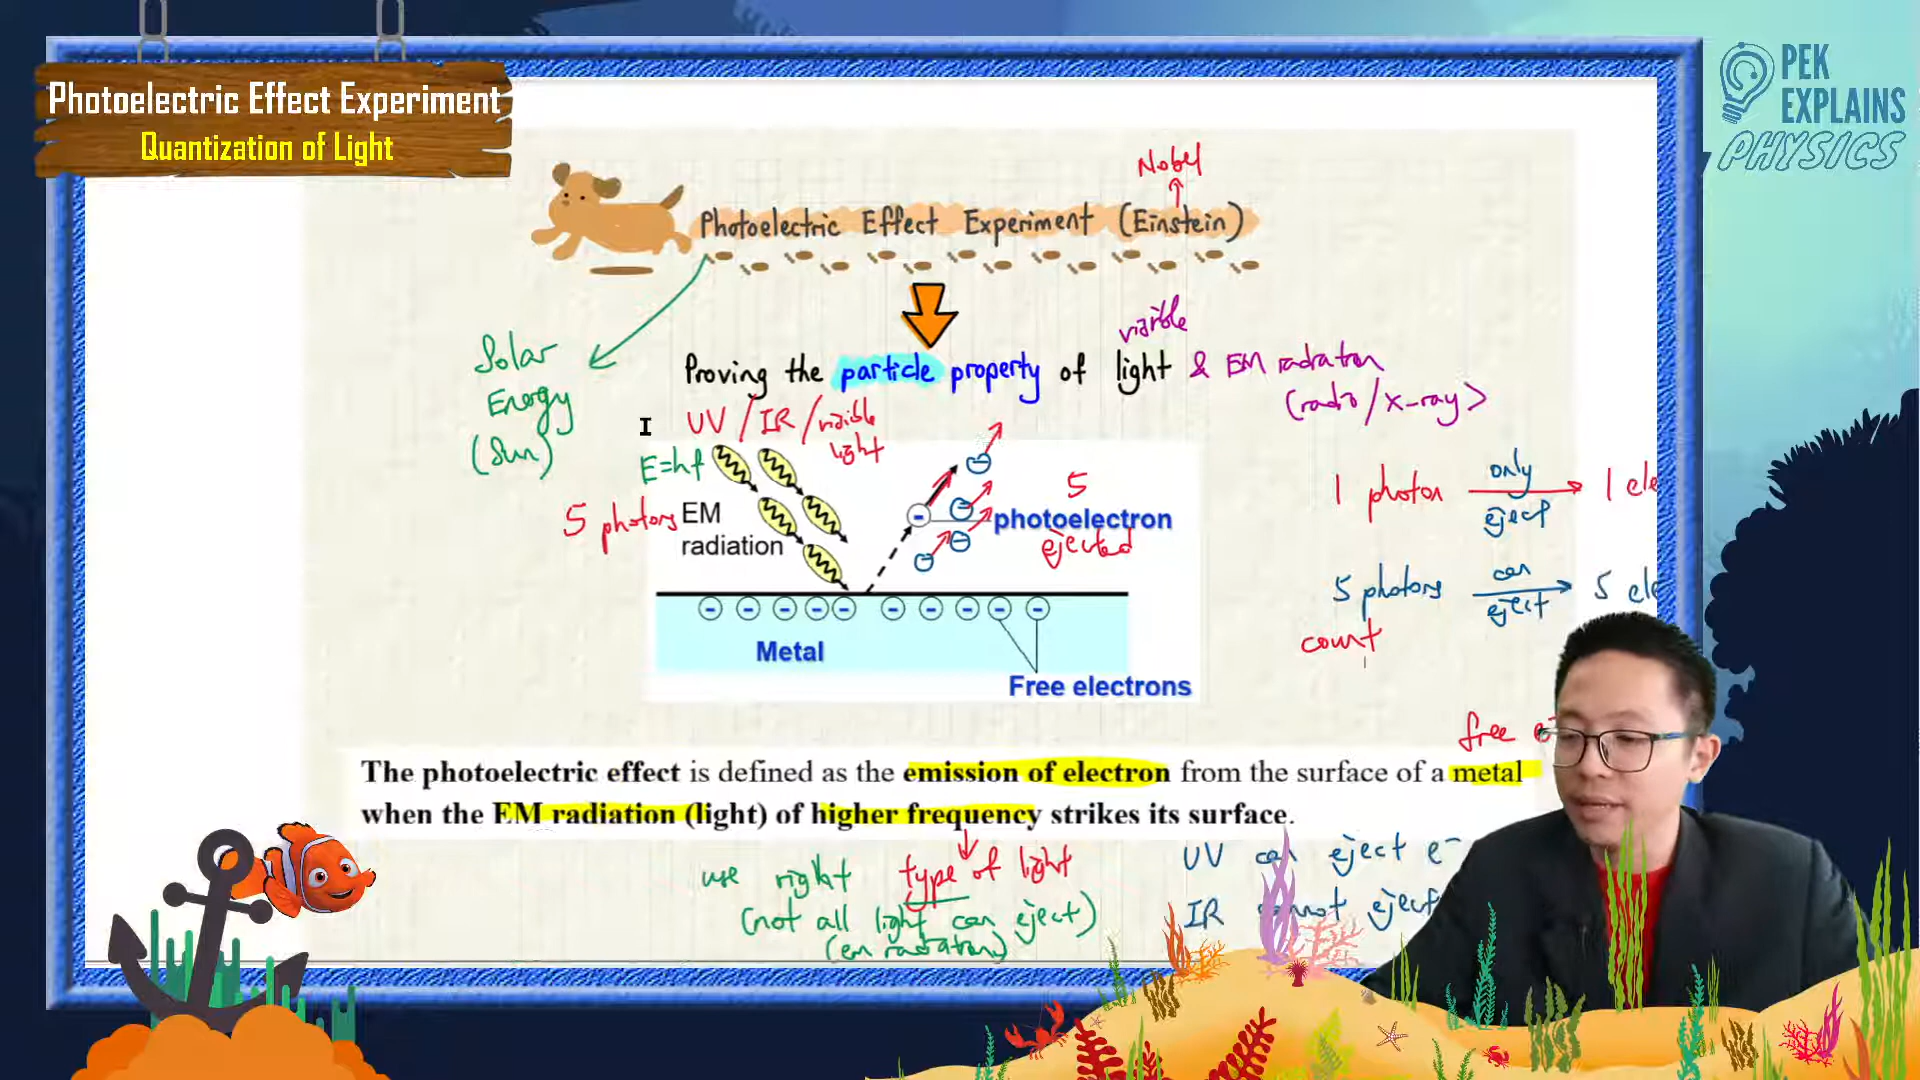 Photoelectric Effect Experiment
Quantization of Light
PEK
EXPLAINS
PHYSICS
Nobel
Photoelectric Effect Experiment (Einstein)
visible
Solar
Energy
(Sun)
Proving the particle property of light & EM radiation
(radio/x-ray)
I
UV / IR / visible
light
E=hf
5 photons
EM
radiation
5
photoelectron
ejected
Metal
Free electrons
1 photon only eject 1 ele
5 photons can eject 5 ele
count
free e
The photoelectric effect is defined as the emission of electron from the surface of a metal
when the EM radiation (light) of higher frequency strikes its surface.
use right type of light
(not all light can eject)
(em radiation)
UV can eject e-
IR cannot eject